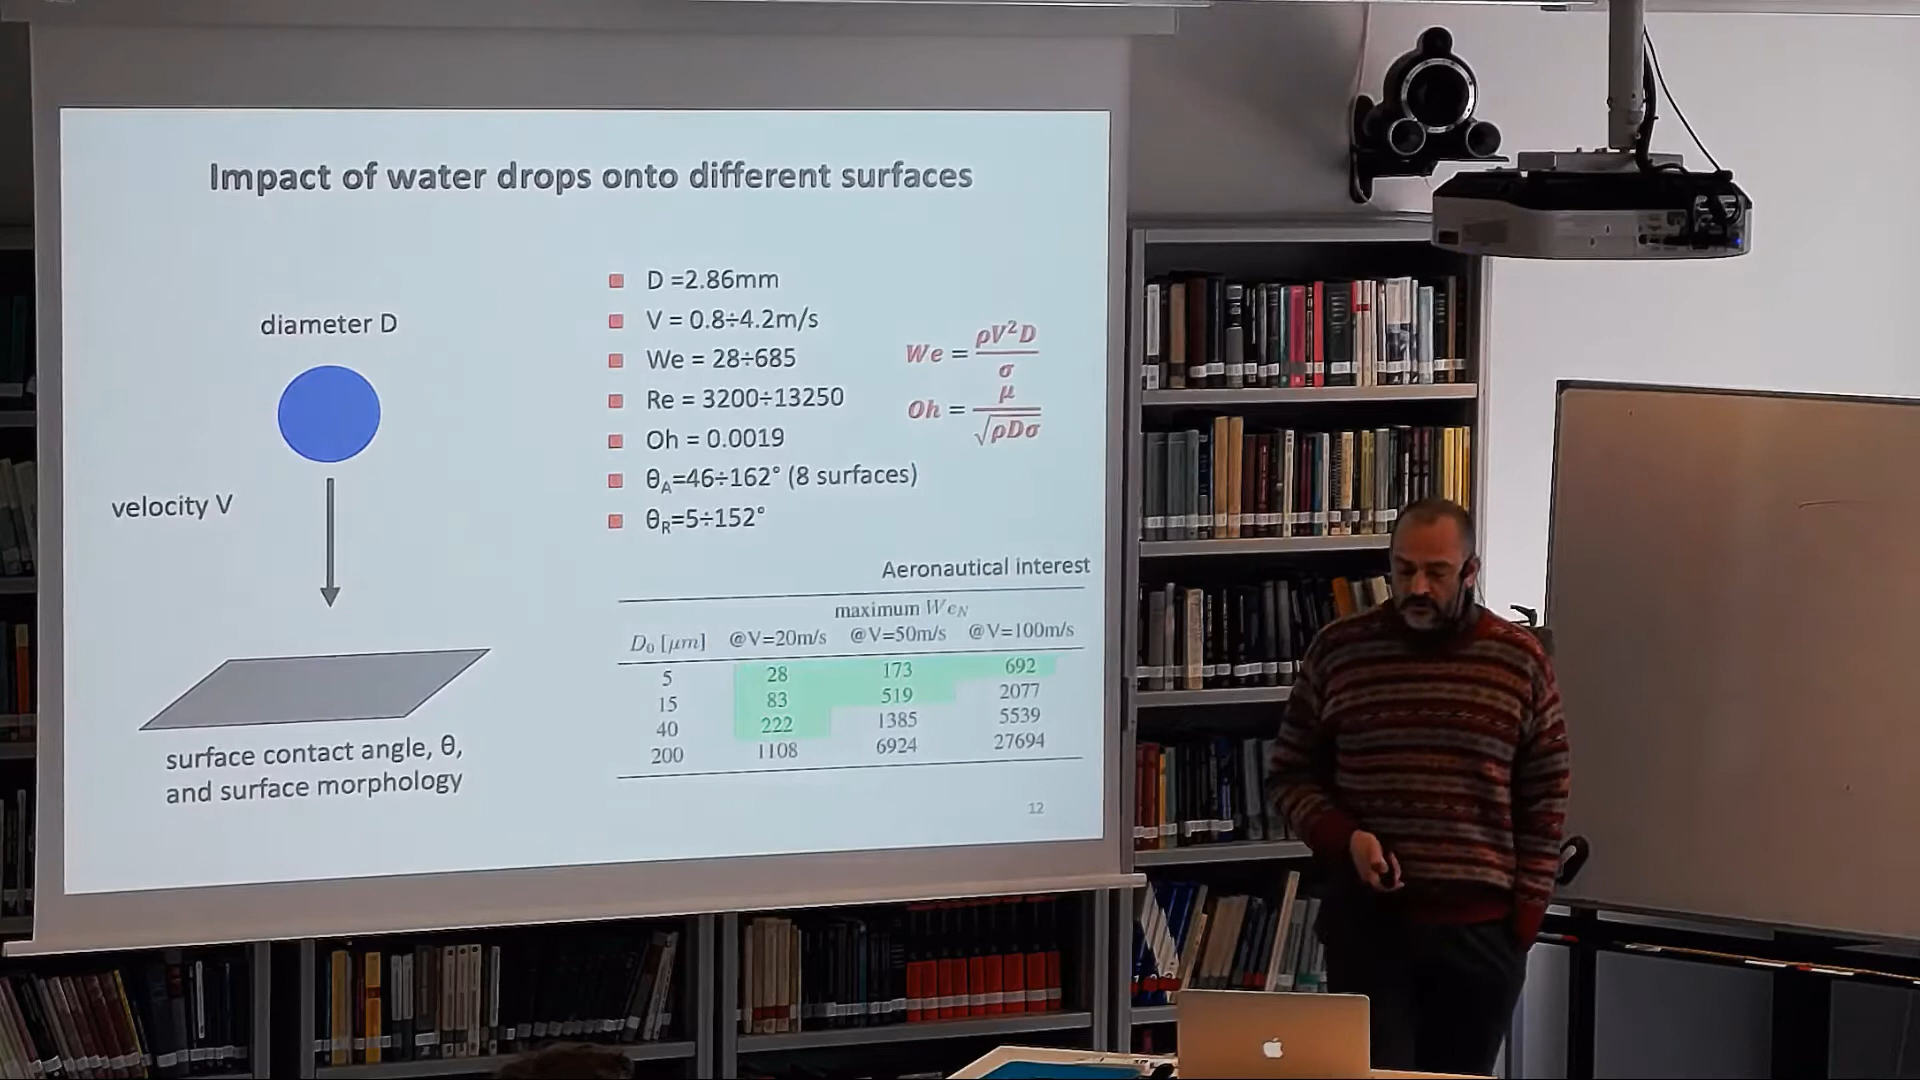 Impact of water drops onto different surfaces
diameter D
velocity V
surface contact angle, θ,
and surface morphology
D =2.86mm
V = 0.8÷4.2m/s
We = 28÷685
Re = 3200÷13250
Oh = 0.0019
θA=46÷162° (8 surfaces)
θR=5÷152°
We = ρV²D / σ
Oh = μ / √ρDσ
Aeronautical interest
maximum WeN
D₀ [μm] @V=20m/s @V=50m/s @V=100m/s
5 28 173 692
15 83 519 2077
40 222 1385 5539
200 1108 6924 27694
12